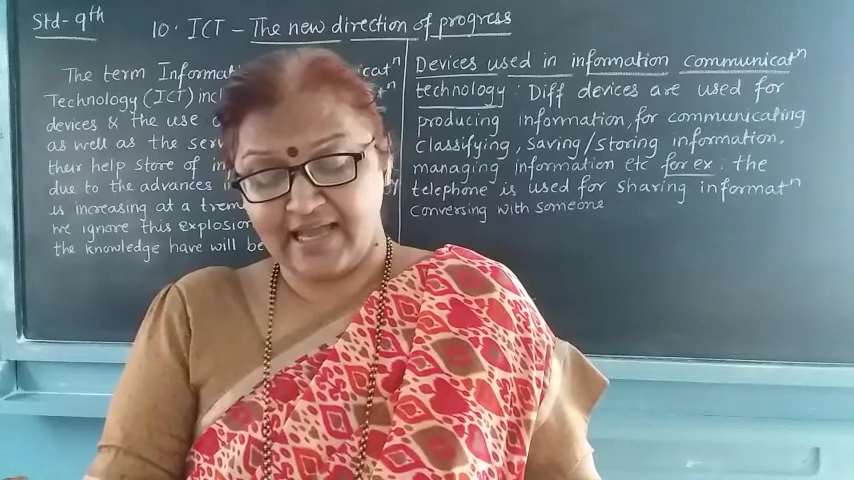 Std-9th
10. ICT - The new direction of progress
The term Informat icatn
Technology (ICT) incl tn
devices & the use o
as well as the serv
their help store of in
due to the advances i
is increasing at a trem
we ignore this explosion
the knowledge have will be
Devices used in information communicatn
technology: Diff devices are used for
producing information, for communicating
Classifying, saving/storing information.
managing information etc for ex: the
telephone is used for sharing informatn
conversing with someone